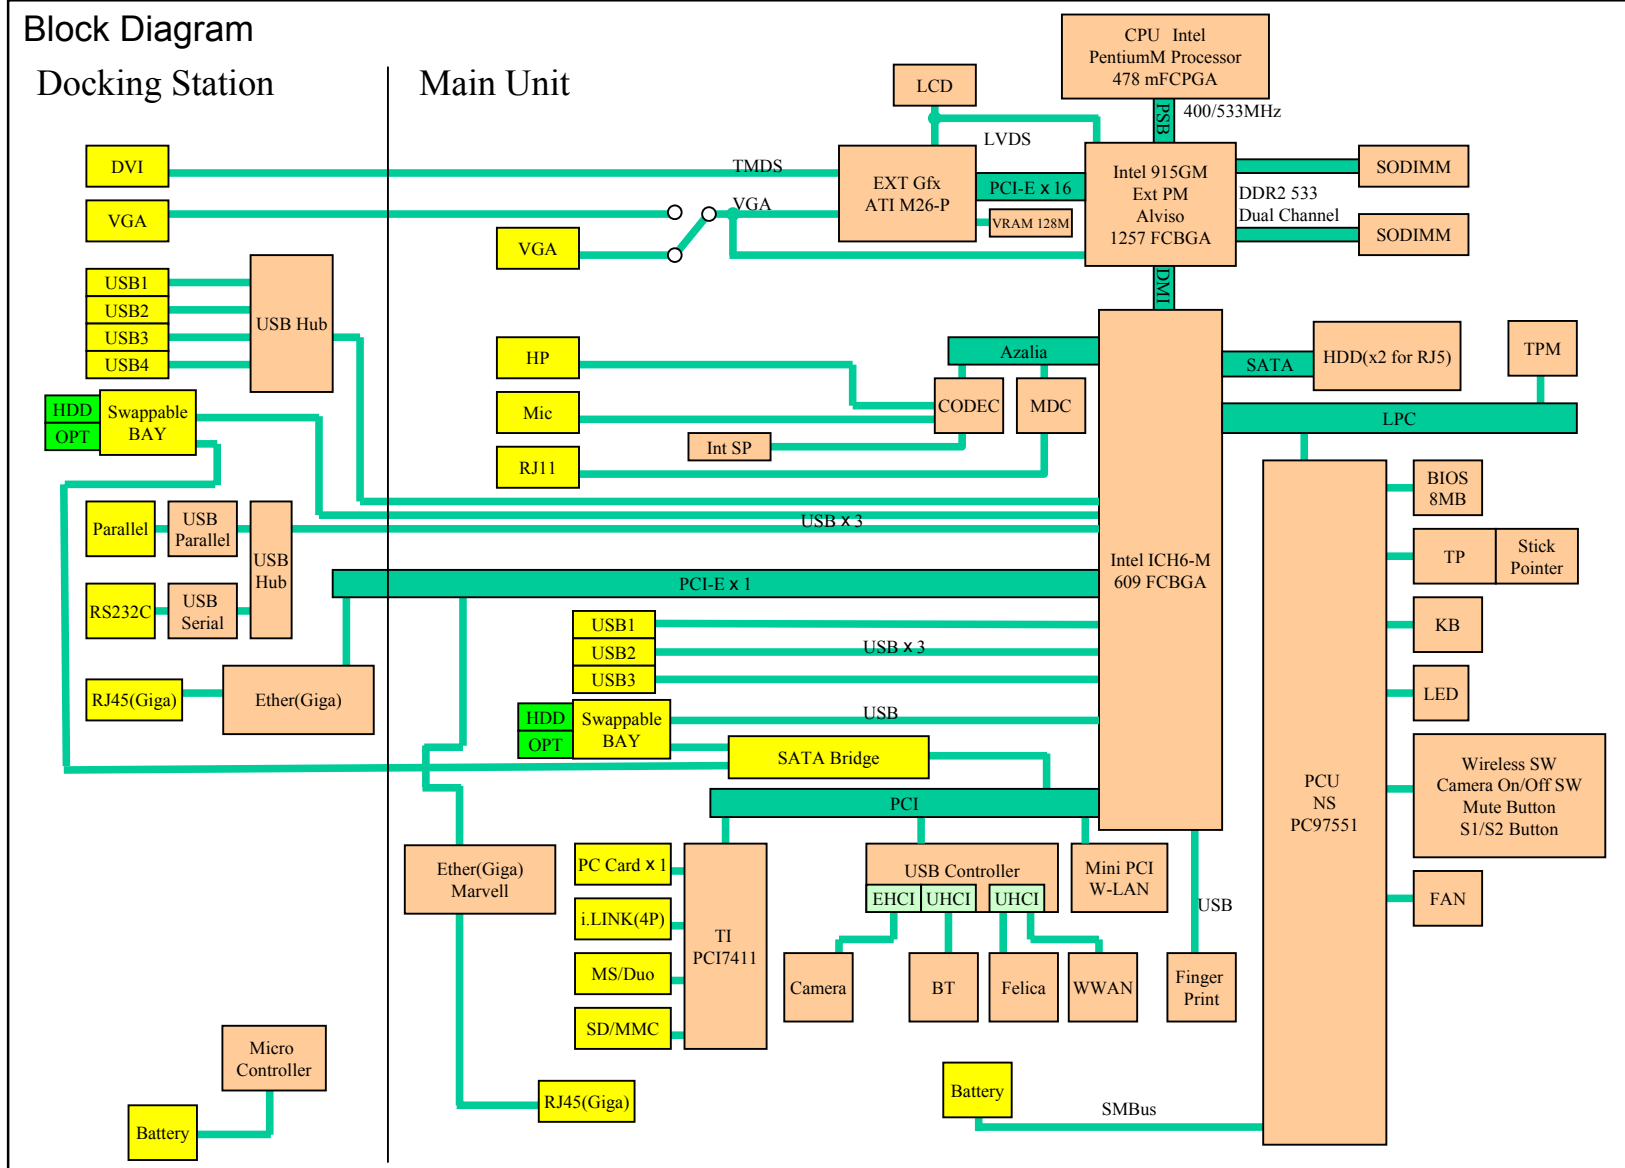 Block Diagram
Docking Station
Main Unit
CPU Intel
PentiumM Processor
478 mFCPGA
LCD
PSB
400/533MHz
LVDS
DVI
TMDS
EXT Gfx
ATI M26-P
PCI-E x 16
VRAM 128M
Intel 915GM
Ext PM
Alviso
1257 FCBGA
DDR2 533
Dual Channel
SODIMM
SODIMM
VGA
VGA
VGA
DMI
USB1
USB2
USB3
USB4
USB Hub
HP
Mic
Int SP
RJ11
Azalia
CODEC
MDC
SATA
HDD(x2 for RJ5)
TPM
LPC
HDD
OPT
Swappable
BAY
USB x 3
Parallel
USB
Parallel
USB
Hub
RS232C
USB
Serial
PCI-E x 1
Intel ICH6-M
609 FCBGA
BIOS
8MB
TP
Stick
Pointer
KB
LED
RJ45(Giga)
Ether(Giga)
USB1
USB2
USB3
USB x 3
HDD
OPT
Swappable
BAY
USB
SATA Bridge
PCI
PCU
NS
PC97551
Wireless SW
Camera On/Off SW
Mute Button
S1/S2 Button
FAN
Ether(Giga)
Marvell
PC Card x 1
i.LINK(4P)
MS/Duo
SD/MMC
TI
PCI7411
USB Controller
EHCI
UHCI
UHCI
Mini PCI
W-LAN
USB
Camera
BT
Felica
WWAN
Finger
Print
Micro
Controller
Battery
RJ45(Giga)
Battery
SMBus